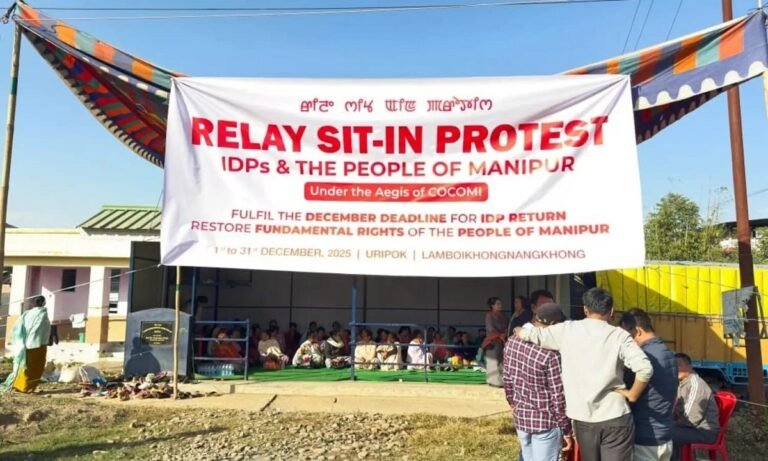 RELAY SIT-IN PROTEST
IDPs & THE PEOPLE OF MANIPUR
Under the Aegis of COCOMI
FULFIL THE DECEMBER DEADLINE FOR IDP RETURN
RESTORE FUNDAMENTAL RIGHTS OF THE PEOPLE OF MANIPUR
1st to 31st DECEMBER, 2025 | URIPOK | LAMBOIKHONGNANGKHONG